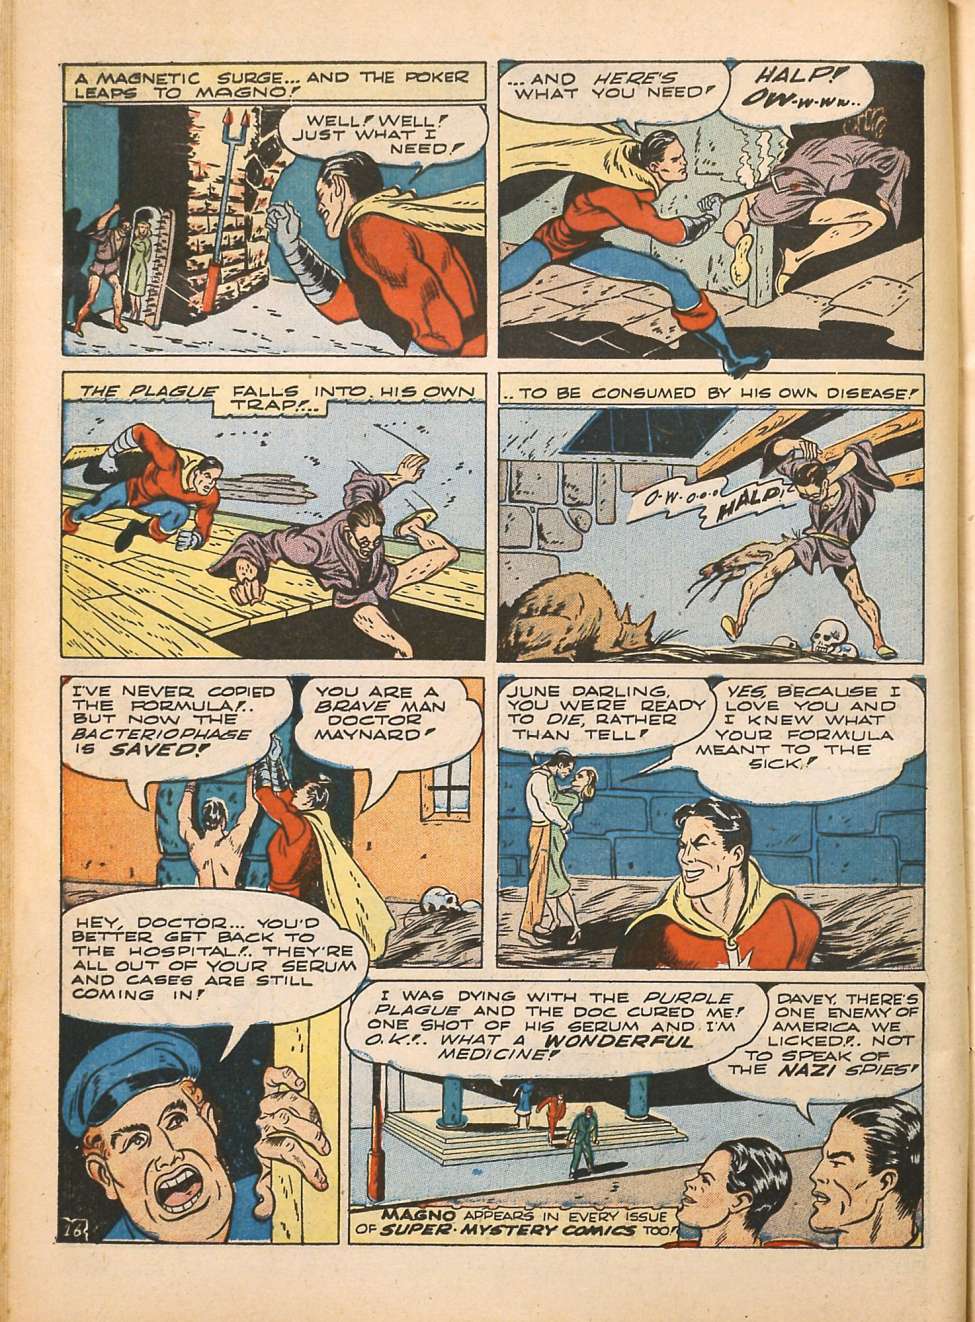 A MAGNETIC SURGE... AND THE POKER
LEAPS TO MAGNO!
WELL! WELL!
JUST WHAT I
NEED!
...AND HERE'S
WHAT YOU NEED!
HALP!
OW-W-W-W...
THE PLAGUE FALLS INTO HIS OWN
TRAP!...
...TO BE CONSUMED BY HIS OWN DISEASE!
O-W-O-O-O
HALP!
I'VE NEVER COPIED
THE FORMULA!..
BUT NOW THE
BACTERIOPHAGE
IS SAVED!
YOU ARE A
BRAVE MAN
DOCTOR
MAYNARD!
JUNE DARLING,
YOU WERE READY
TO DIE, RATHER
THAN TELL!
YES, BECAUSE I
LOVE YOU AND
I KNEW WHAT
YOUR FORMULA
MEANT TO THE
SICK!
HEY, DOCTOR... YOU'D
BETTER GET BACK TO
THE HOSPITAL!.. THEY'RE
ALL OUT OF YOUR SERUM
AND CASES ARE STILL
COMING IN!
I WAS DYING WITH THE PURPLE
PLAGUE AND THE DOC CURED ME!
ONE SHOT OF HIS SERUM AND I'M
O.K.!.. WHAT A WONDERFUL
MEDICINE!
DAVEY, THERE'S
ONE ENEMY OF
AMERICA WE
LICKED!.. NOT
TO SPEAK OF
THE NAZI SPIES!
MAGNO APPEARS IN EVERY ISSUE
OF SUPER-MYSTERY COMICS TOO!
16